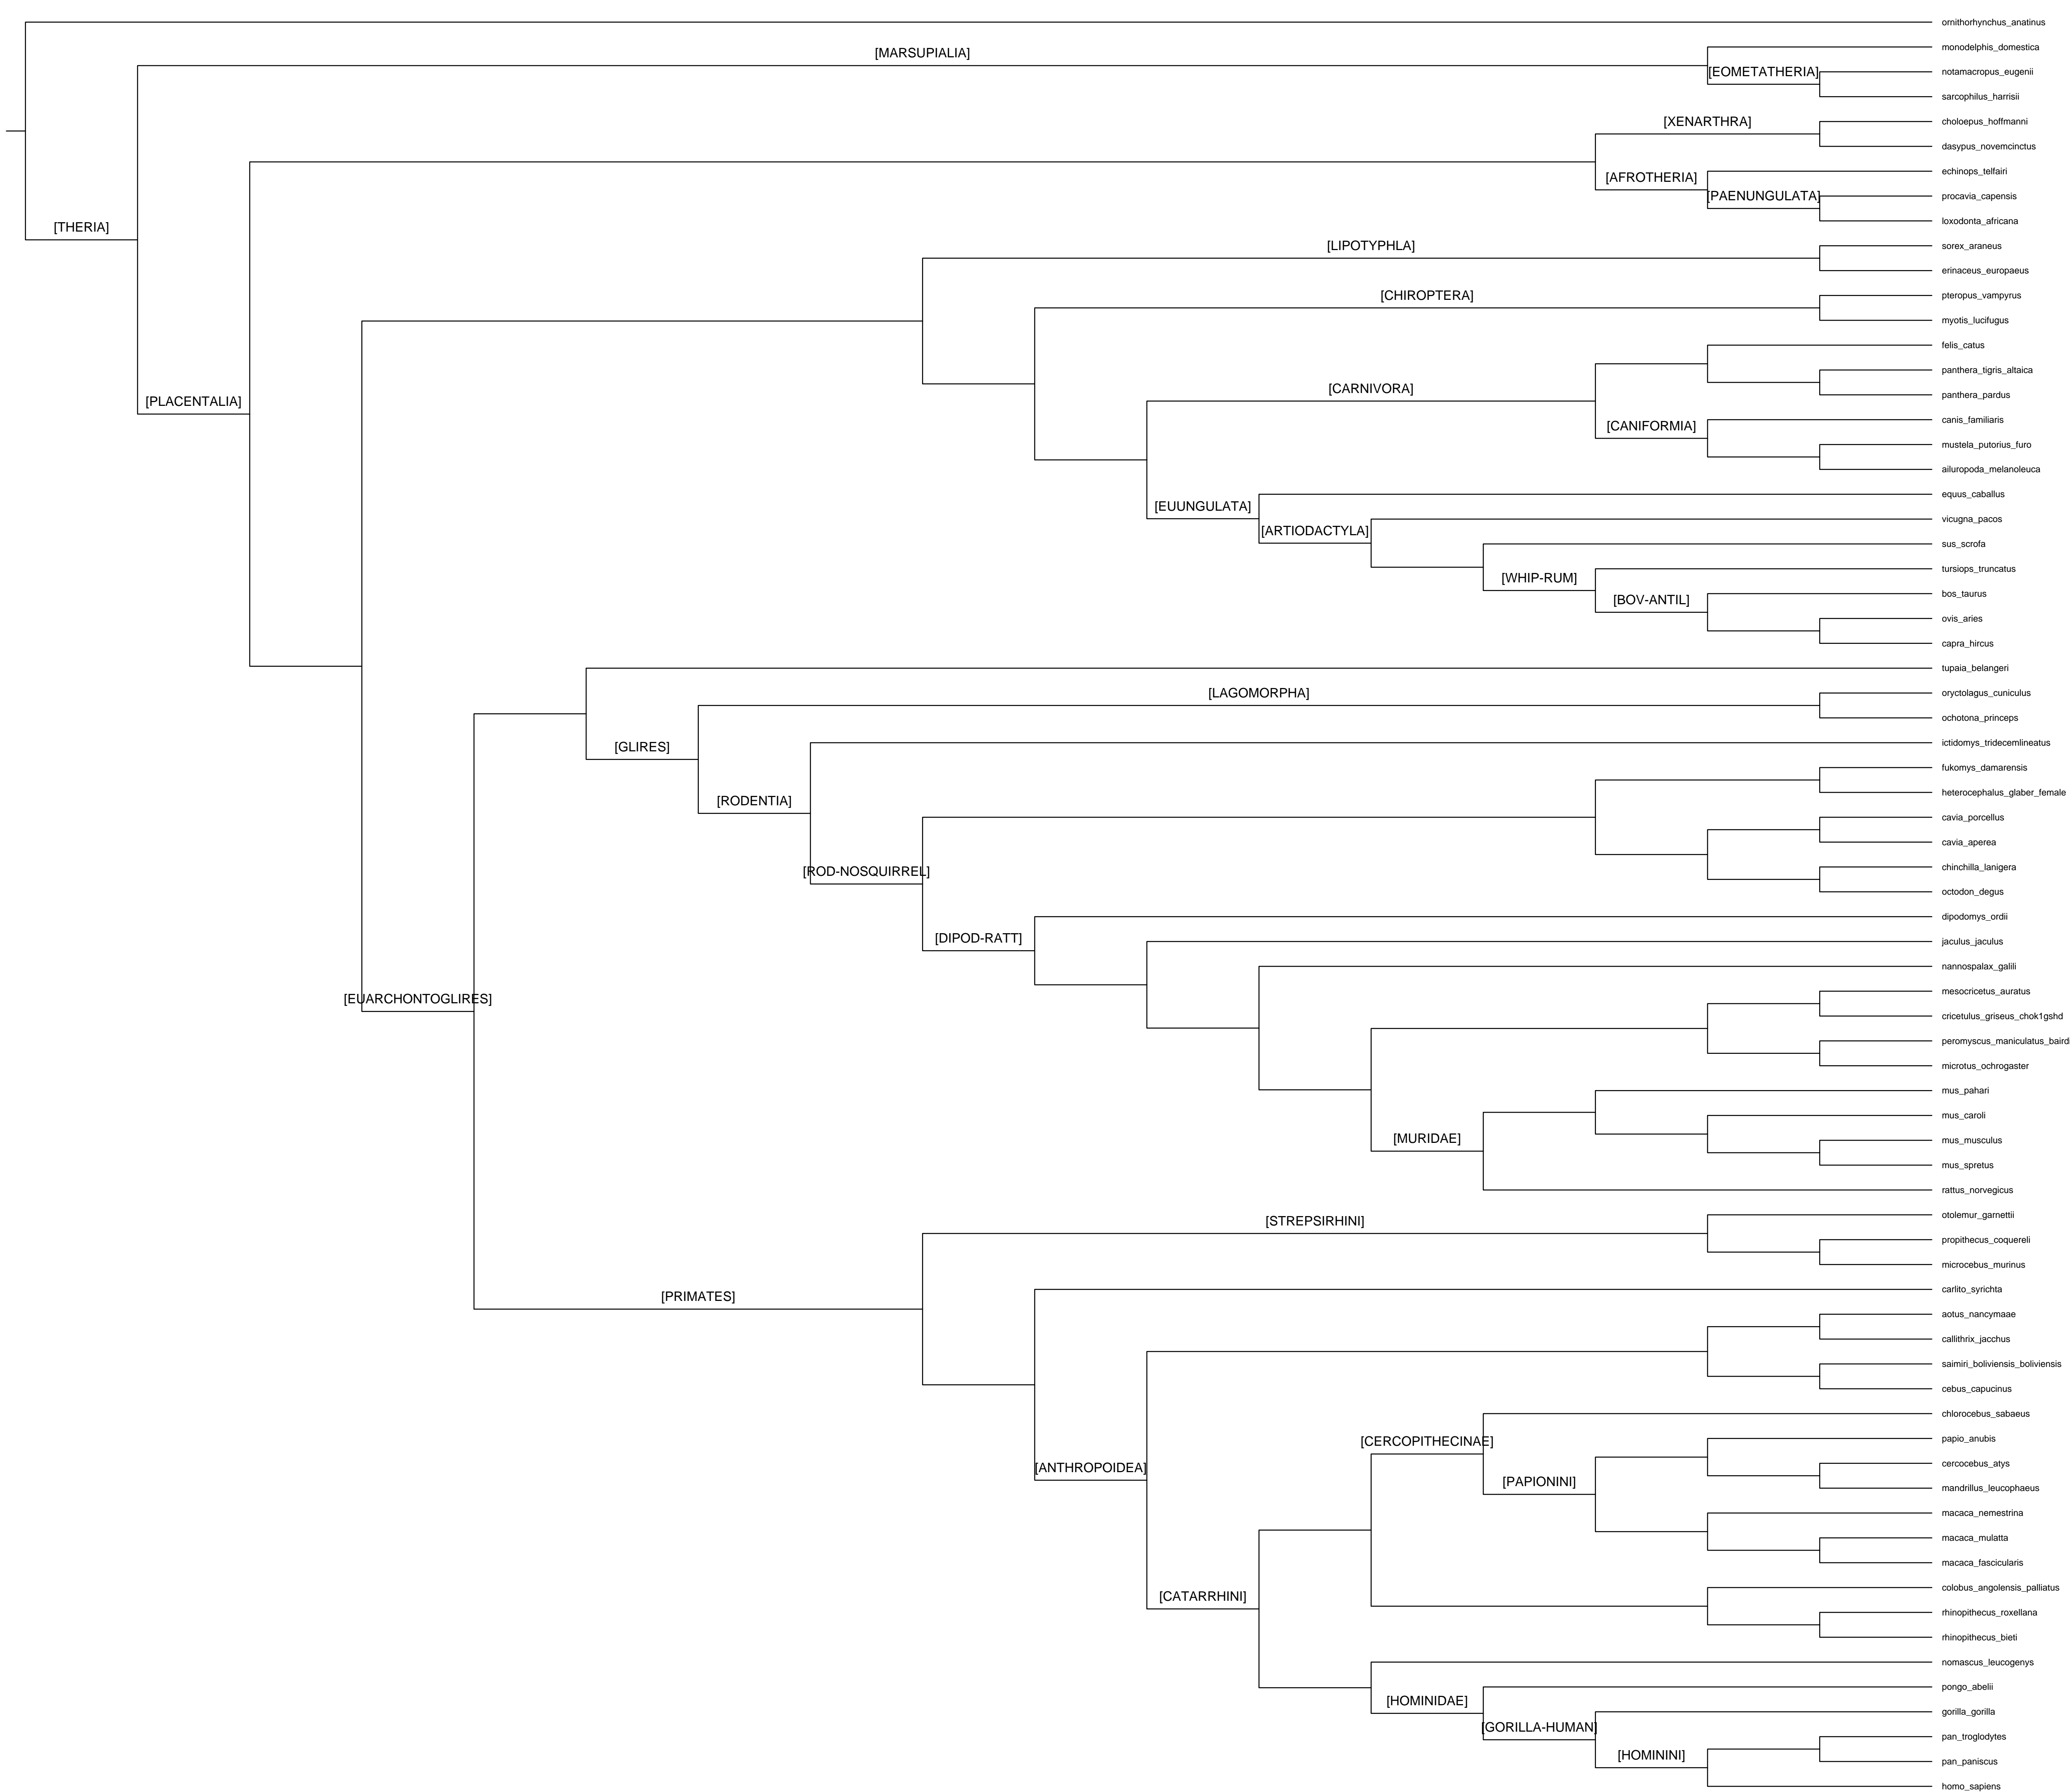 ornithorhynchus_anatinus
monodelphis_domestica
[MARSUPIALIA]
notamacropus_eugenii
[EOMETATHERIA]
sarcophilus_harrisii
choloepus_hoffmanni
[XENARTHRA]
dasypus_novemcinctus
echinops_telfairi
[AFROTHERIA]
procavia_capensis
[PAENUNGULATA]
loxodonta_africana
[THERIA]
sorex_araneus
[LIPOTYPHLA]
erinaceus_europaeus
pteropus_vampyrus
[CHIROPTERA]
myotis_lucifugus
felis_catus
panthera_tigris_altaica
[CARNIVORA]
panthera_pardus
[PLACENTALIA]
canis_familiaris
[CANIFORMIA]
mustela_putorius_furo
ailuropoda_melanoleuca
equus_caballus
[EUUNGULATA]
vicugna_pacos
[ARTIODACTYLA]
sus_scrofa
tursiops_truncatus
[WHIP-RUM]
bos_taurus
[BOV-ANTIL]
ovis_aries
capra_hircus
tupaia_belangeri
[LAGOMORPHA]
oryctolagus_cuniculus
ochotona_princeps
[GLIRES]
ictidomys_tridecemlineatus
fukomys_damarensis
heterocephalus_glaber_female
[RODENTIA]
cavia_porcellus
cavia_aperea
chinchilla_lanigera
[ROD-NOSQUIRREL]
octodon_degus
dipodomys_ordii
[DIPOD-RATT]
jaculus_jaculus
nannospalax_galili
mesocricetus_auratus
[EUARCHONTOGLIRES]
cricetulus_griseus_chok1gshd
peromyscus_maniculatus_baird
microtus_ochrogaster
mus_pahari
mus_caroli
[MURIDAE]
mus_musculus
mus_spretus
rattus_norvegicus
otolemur_garnettii
[STREPSIRHINI]
propithecus_coquereli
microcebus_murinus
carlito_syrichta
[PRIMATES]
aotus_nancymaae
callithrix_jacchus
saimiri_boliviensis_boliviensis
cebus_capucinus
chlorocebus_sabaeus
papio_anubis
[CERCOPITHECINAE]
cercocebus_atys
[ANTHROPOIDEA]
[PAPIONINI]
mandrillus_leucophaeus
macaca_nemestrina
macaca_mulatta
macaca_fascicularis
colobus_angolensis_palliatus
[CATARRHINI]
rhinopithecus_roxellana
rhinopithecus_bieti
nomascus_leucogenys
pongo_abelii
[HOMINIDAE]
gorilla_gorilla
[GORILLA-HUMAN]
pan_troglodytes
[HOMININI]
pan_paniscus
homo_sapiens